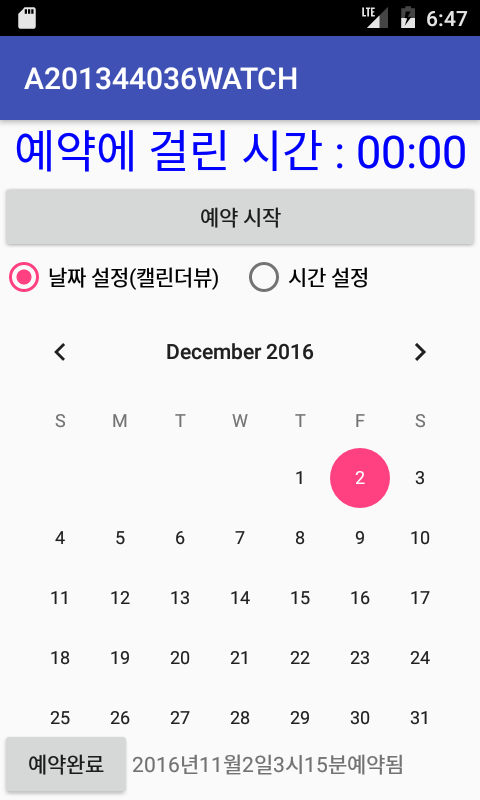 LTE 6:47
A201344036WATCH
예약에 걸린 시간 : 00:00
예약 시작
날짜 설정(캘린더뷰) 시간 설정
December 2016
S M T W T F S
1 2 3
4 5 6 7 8 9 10
11 12 13 14 15 16 17
18 19 20 21 22 23 24
25 26 27 28 29 30 31
예약완료 2016년11월2일3시15분예약됨